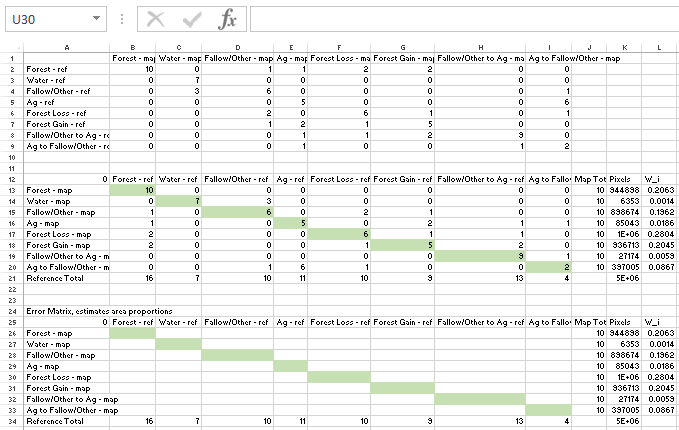 U30 fx
A B C D E F G H I J K L
1 Forest - ma Water - map Fallow/Other - map Ag - map Forest Loss - ma Forest Gain - map Fallow/Other to Ag - ma Ag to Fallow/Other - map
2 Forest - ref 10 0 1 1 2 2 0 0
3 Water - ref 0 7 0 0 0 0 0 0
4 Fallow/Other - ref 0 3 6 0 0 0 0 1
5 Ag - ref 0 0 0 5 0 0 0 6
6 Forest Loss - ref 0 0 2 0 6 1 0 1
7 Forest Gain - ref 0 0 1 2 1 5 0 0
8 Fallow/Other to Ag - re 0 0 0 1 1 2 9 0
9 Ag to Fallow/Other - re 0 0 0 1 0 0 1 2
10
11
12 0 Forest - ref Water - ref Fallow/Other - ref Ag - ref Forest Loss - ref Forest Gain - ref Fallow/Other to Ag - ref Ag to Fallo Map Tot Pixels W_i
13 Forest - map 10 0 0 0 0 0 0 0 10 944898 0.2063
14 Water - map 0 7 3 0 0 0 0 0 10 6353 0.0014
15 Fallow/Other - map 1 0 6 0 2 1 0 0 10 898674 0.1962
16 Ag - map 1 0 0 5 0 2 1 1 10 85043 0.0186
17 Forest Loss - map 2 0 0 0 6 1 1 0 10 1E+06 0.2804
18 Forest Gain - map 2 0 0 0 1 5 2 0 10 936713 0.2045
19 Fallow/Other to Ag - m 0 0 0 0 0 0 9 1 10 27174 0.0059
20 Ag to Fallow/Other - m 0 0 1 6 1 0 0 2 10 397005 0.0867
21 Reference Total 16 7 10 11 10 9 13 4 5E+06
22
23
24 Error Matrix, estimates area proportions
25 0 Forest - ref Water - ref Fallow/Other - ref Ag - ref Forest Loss - ref Forest Gain - ref Fallow/Other to Ag - ref Ag to Fallo Map Tot Pixels W_i
26 Forest - map 10 944898 0.2063
27 Water - map 10 6353 0.0014
28 Fallow/Other - map 10 898674 0.1962
29 Ag - map 10 85043 0.0186
30 Forest Loss - map 10 1E+06 0.2804
31 Forest Gain - map 10 936713 0.2045
32 Fallow/Other to Ag - map 10 27174 0.0059
33 Ag to Fallow/Other - map 10 397005 0.0867
34 Reference Total 16 7 10 11 10 9 13 4 5E+06